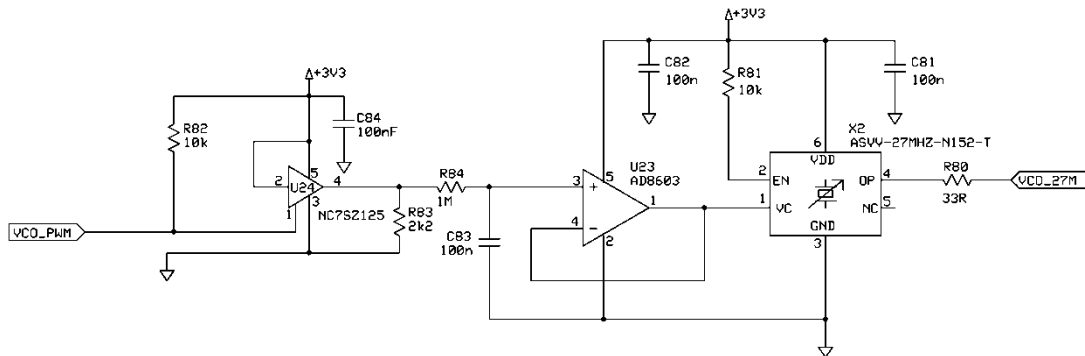 +3V3
C82
100n
R81
10k
C81
100n
+3V3
R82
10k
C84
100nF
X2
ASVV-27MHZ-N152-T
6
VDD
2
EN
OP
4
R80
33R
VCO_27M
1
VC
NC
5
GND
3
U23
AD8603
5
3
+
1
4
-
2
5
2
U24
4
1
3
NC7SZ125
R84
1M
R83
2k2
C83
100n
VCO_PWM